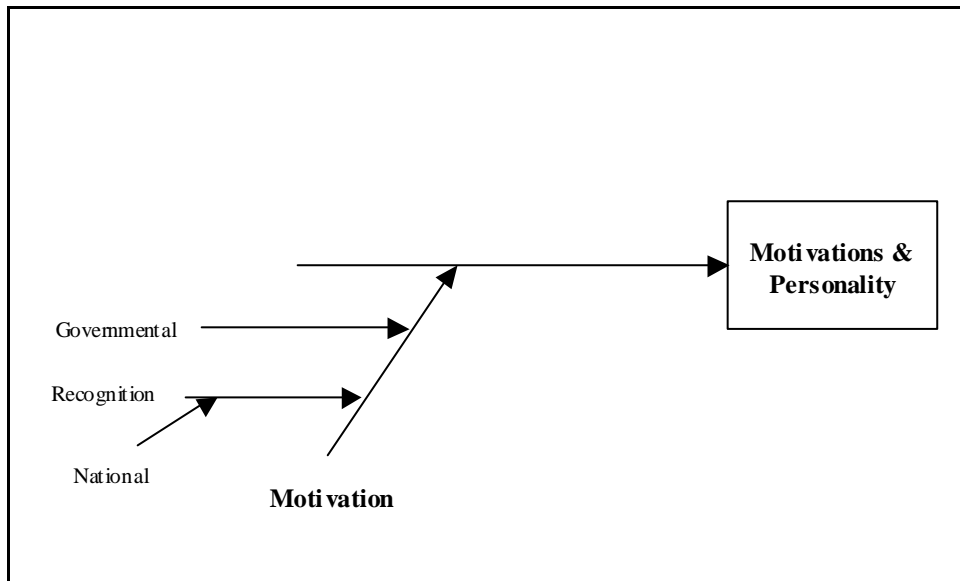 Motivations &
Personality
Governmental
Recognition
National
Motivation